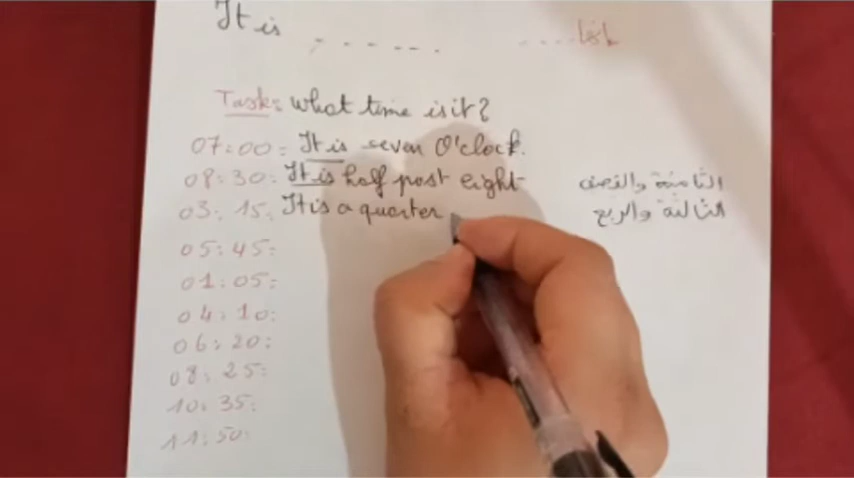 It is
. - - - - - . ....
Task: What time is it?
07:00: It is seven O'clock.
08:30: It is half past eight الثامنة والنصف
03:15: It is a quarter الثالثة والربع
05:45:
01:05:
04:10:
06:20:
08:25:
10:35:
11:50: